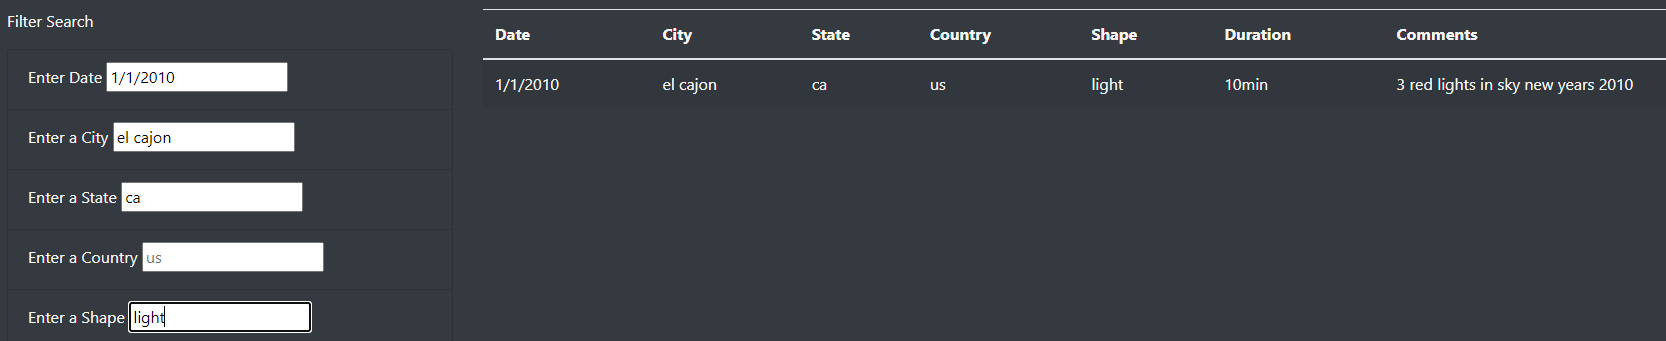 Filter Search
Enter Date 1/1/2010
Enter a City el cajon
Enter a State ca
Enter a Country us
Enter a Shape light
Date City State Country Shape Duration Comments
1/1/2010 el cajon ca us light 10min 3 red lights in sky new years 2010